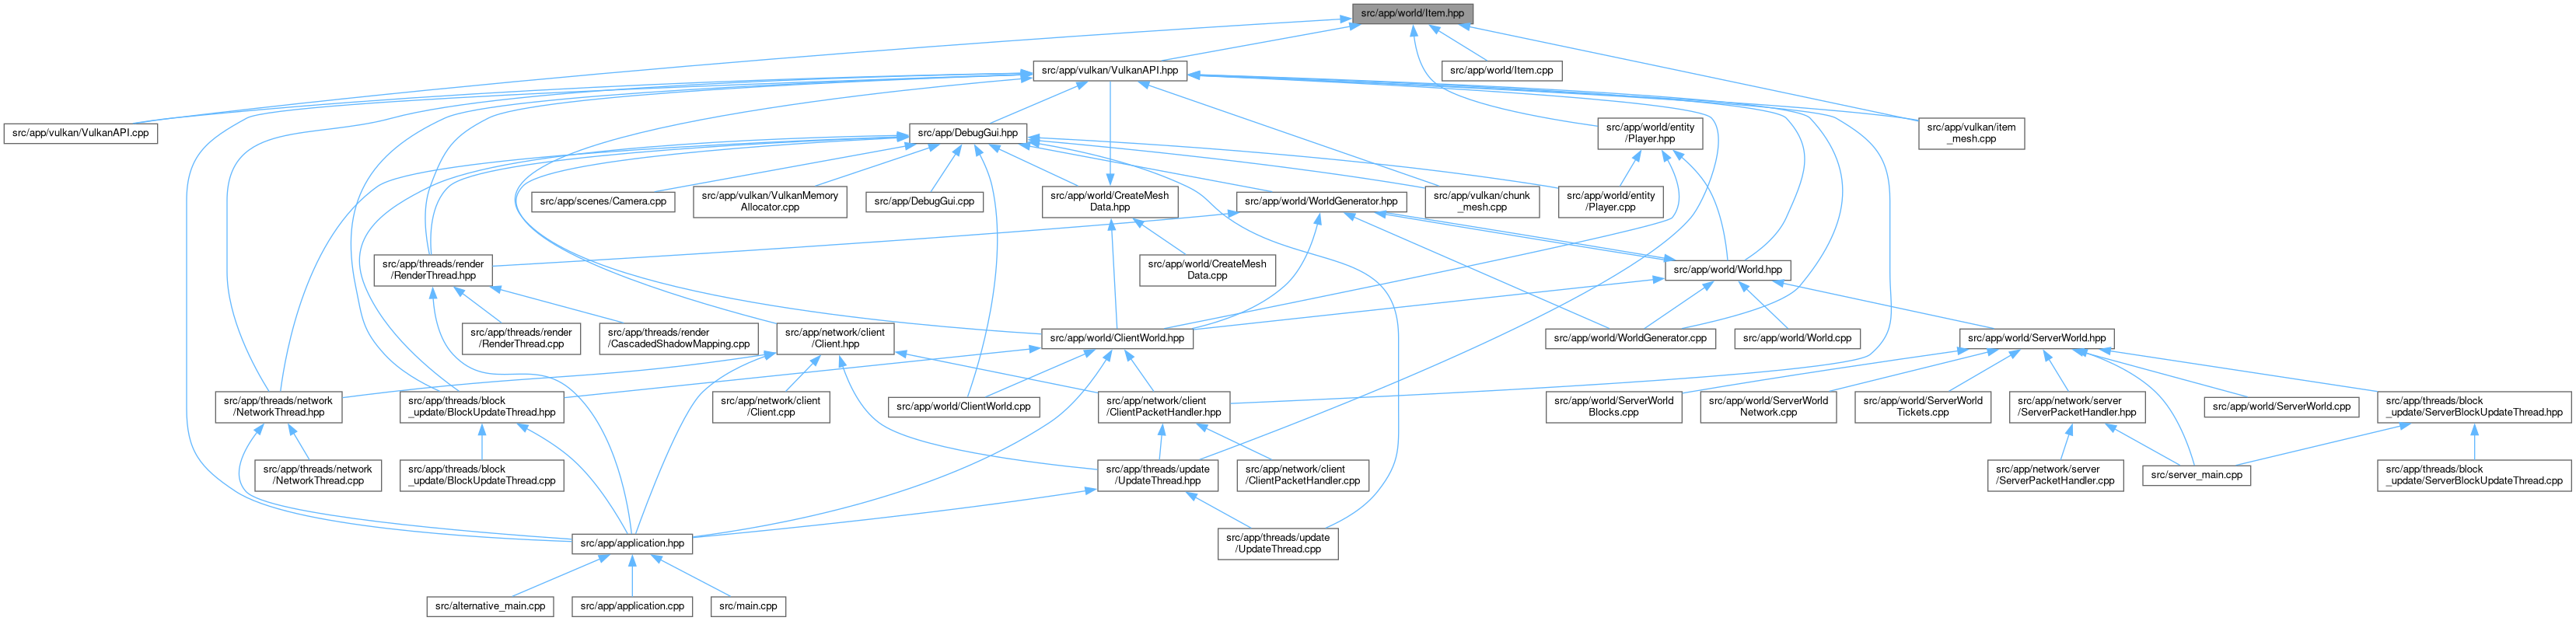 src/app/world/Item.hpp
src/app/vulkan/VulkanAPI.hpp
src/app/world/Item.cpp
src/app/vulkan/VulkanAPI.cpp
src/app/DebugGui.hpp
src/app/world/entity
/Player.hpp
src/app/vulkan/item
_mesh.cpp
src/app/scenes/Camera.cpp
src/app/vulkan/VulkanMemory
Allocator.cpp
src/app/DebugGui.cpp
src/app/world/CreateMesh
Data.hpp
src/app/world/WorldGenerator.hpp
src/app/vulkan/chunk
_mesh.cpp
src/app/world/entity
/Player.cpp
src/app/threads/render
/RenderThread.hpp
src/app/world/CreateMesh
Data.cpp
src/app/world/World.hpp
src/app/threads/render
/RenderThread.cpp
src/app/threads/render
/CascadedShadowMapping.cpp
src/app/network/client
/Client.hpp
src/app/world/ClientWorld.hpp
src/app/world/WorldGenerator.cpp
src/app/world/World.cpp
src/app/world/ServerWorld.hpp
src/app/threads/network
/NetworkThread.hpp
src/app/threads/block
_update/BlockUpdateThread.hpp
src/app/network/client
/Client.cpp
src/app/world/ClientWorld.cpp
src/app/network/client
/ClientPacketHandler.hpp
src/app/world/ServerWorld
Blocks.cpp
src/app/world/ServerWorld
Network.cpp
src/app/world/ServerWorld
Tickets.cpp
src/app/network/server
/ServerPacketHandler.hpp
src/app/world/ServerWorld.cpp
src/app/threads/block
_update/ServerBlockUpdateThread.hpp
src/app/threads/network
/NetworkThread.cpp
src/app/threads/block
_update/BlockUpdateThread.cpp
src/app/threads/update
/UpdateThread.hpp
src/app/network/client
/ClientPacketHandler.cpp
src/app/network/server
/ServerPacketHandler.cpp
src/server_main.cpp
src/app/threads/block
_update/ServerBlockUpdateThread.cpp
src/app/application.hpp
src/app/threads/update
/UpdateThread.cpp
src/alternative_main.cpp
src/app/application.cpp
src/main.cpp